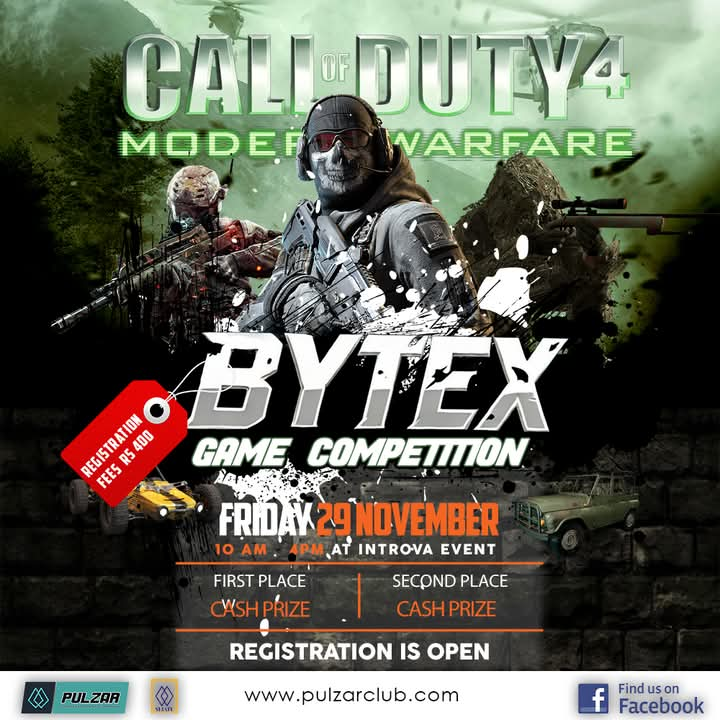 CALL OF DUTY 4
MODERN WARFARE
BYTEX
GAME COMPETITION
REGISTRATION
FEES RS 400
FRIDAY 29 NOVEMBER
10 AM . 4PM AT INTROVA EVENT
FIRST PLACE
CASH PRIZE
SECOND PLACE
CASH PRIZE
REGISTRATION IS OPEN
PULZAR
www.pulzarclub.com
f
Find us on
Facebook